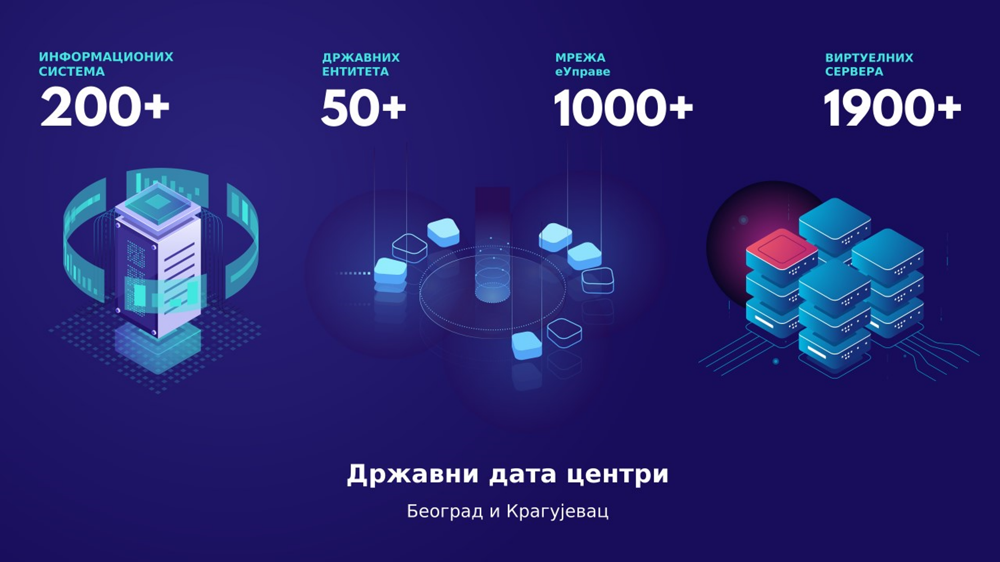 ИНФОРМАЦИОНИХ
СИСТЕМА
200+
ДРЖАВНИХ
ЕНТИТЕТА
50+
МРЕЖА
еУправе
1000+
ВИРТУЕЛНИХ
СЕРВЕРА
1900+
Државни дата центри
Београд и Крагујевац